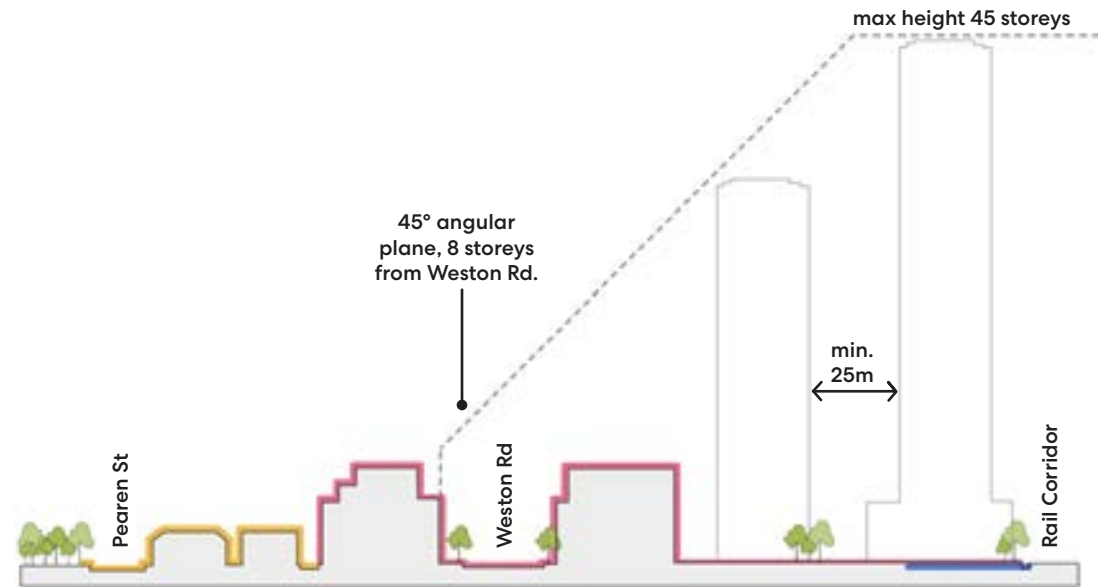 max height 45 storeys
45° angular
plane, 8 storeys
from Weston Rd.
min.
25m
Pearen St
Weston Rd
Rail Corridor